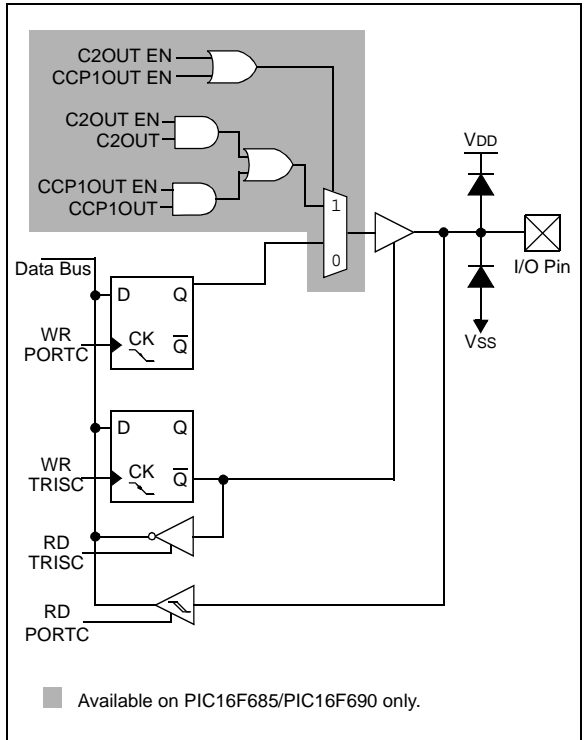 C2OUT EN
CCP1OUT EN
C2OUT EN
C2OUT
CCP1OUT EN
CCP1OUT
VDD
1
0
I/O Pin
VSS
Data Bus
D Q
WR
PORTC
CK Q
D Q
WR
TRISC
CK Q
RD
TRISC
RD
PORTC
Available on PIC16F685/PIC16F690 only.